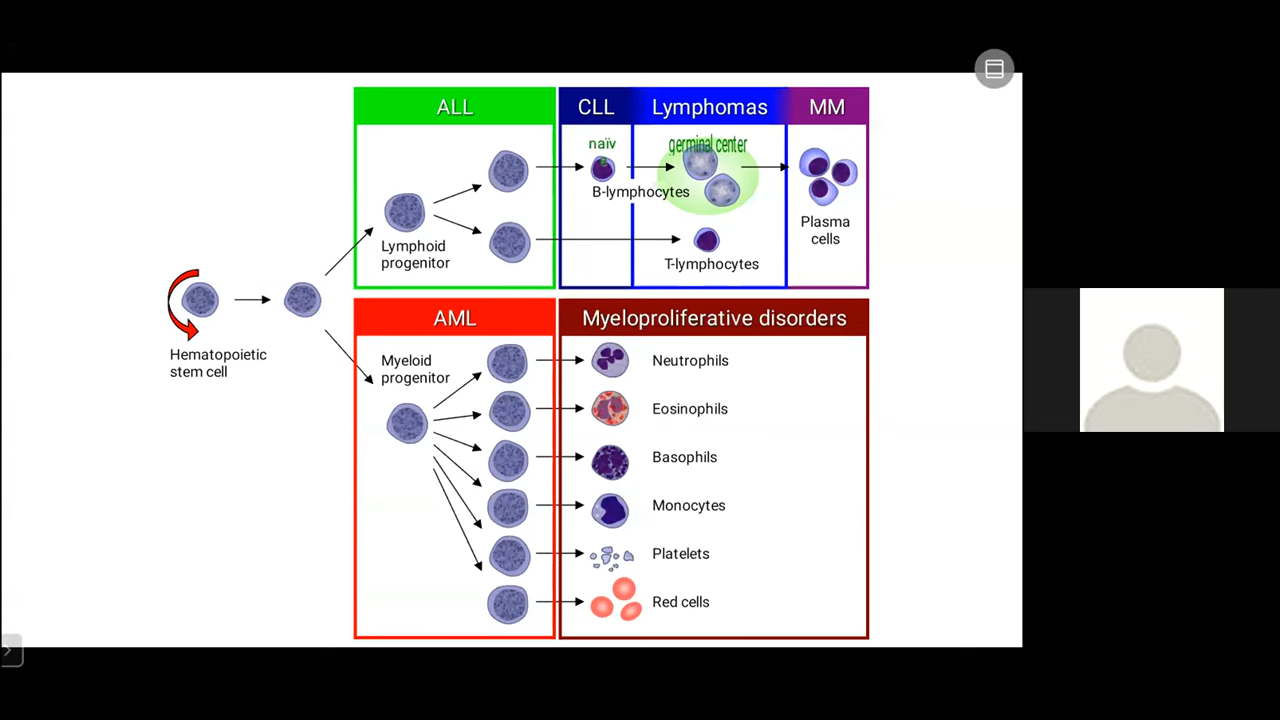 ALL
CLL
Lymphomas
MM
naïv
e
germinal center
B-lymphocytes
Lymphoid
progenitor
Plasma
cells
T-lymphocytes
Hematopoietic
stem cell
AML
Myeloproliferative disorders
Myeloid
progenitor
Neutrophils
Eosinophils
Basophils
Monocytes
Platelets
Red cells